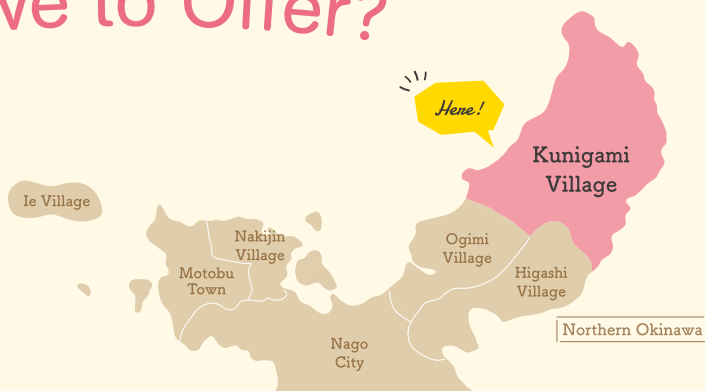 ve to Offer?
Here!
Kunigami
Village
Ie Village
Nakijin
Village
Motobu
Town
Ogimi
Village
Higashi
Village
Northern Okinawa
Nago
City